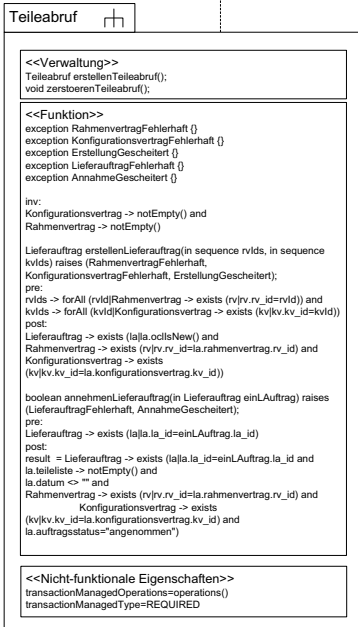 Teileabruf
<<Verwaltung>>
Teileabruf erstellenTeileabruf();
void zerstoerenTeileabruf();
<<Funktion>>
exception RahmenvertragFehlerhaft {}
exception KonfigurationsvertragFehlerhaft {}
exception ErstellungGescheitert {}
exception LieferauftragFehlerhaft {}
exception AnnahmeGescheitert {}
inv:
Konfigurationsvertrag -> notEmpty() and
Rahmenvertrag -> notEmpty()
Lieferauftrag erstellenLieferauftrag(in sequence rvIds, in sequence
kvIds) raises (RahmenvertragFehlerhaft,
KonfigurationsvertragFehlerhaft, ErstellungGescheitert);
pre:
rvIds -> forAll (rvId|Rahmenvertrag -> exists (rv|rv.rv_id=rvId)) and
kvIds -> forAll (kvId|Konfigurationsvertrag -> exists (kv|kv.kv_id=kvId))
post:
Lieferauftrag -> exists (la|la.oclIsNew() and
Rahmenvertrag -> exists (rv|rv.rv_id=la.rahmenvertrag.rv_id) and
Konfigurationsvertrag -> exists
(kv|kv.kv_id=la.konfigurationsvertrag.kv_id))
boolean annehmenLieferauftrag(in Lieferauftrag einLAuftrag) raises
(LieferauftragFehlerhaft, AnnahmeGescheitert);
pre:
Lieferauftrag -> exists (la|la.la_id=einLAuftrag.la_id)
post:
result = Lieferauftrag -> exists (la|la.la_id=einLAuftrag.la_id and
la.teileliste -> notEmpty() and
la.datum <> "" and
Rahmenvertrag -> exists (rv|rv.rv_id=la.rahmenvertrag.rv_id) and
Konfigurationsvertrag -> exists
(kv|kv.kv_id=la.konfigurationsvertrag.kv_id) and
la.auftragsstatus="angenommen")
<<Nicht-funktionale Eigenschaften>>
transactionManagedOperations=operations()
transactionManagedType=REQUIRED